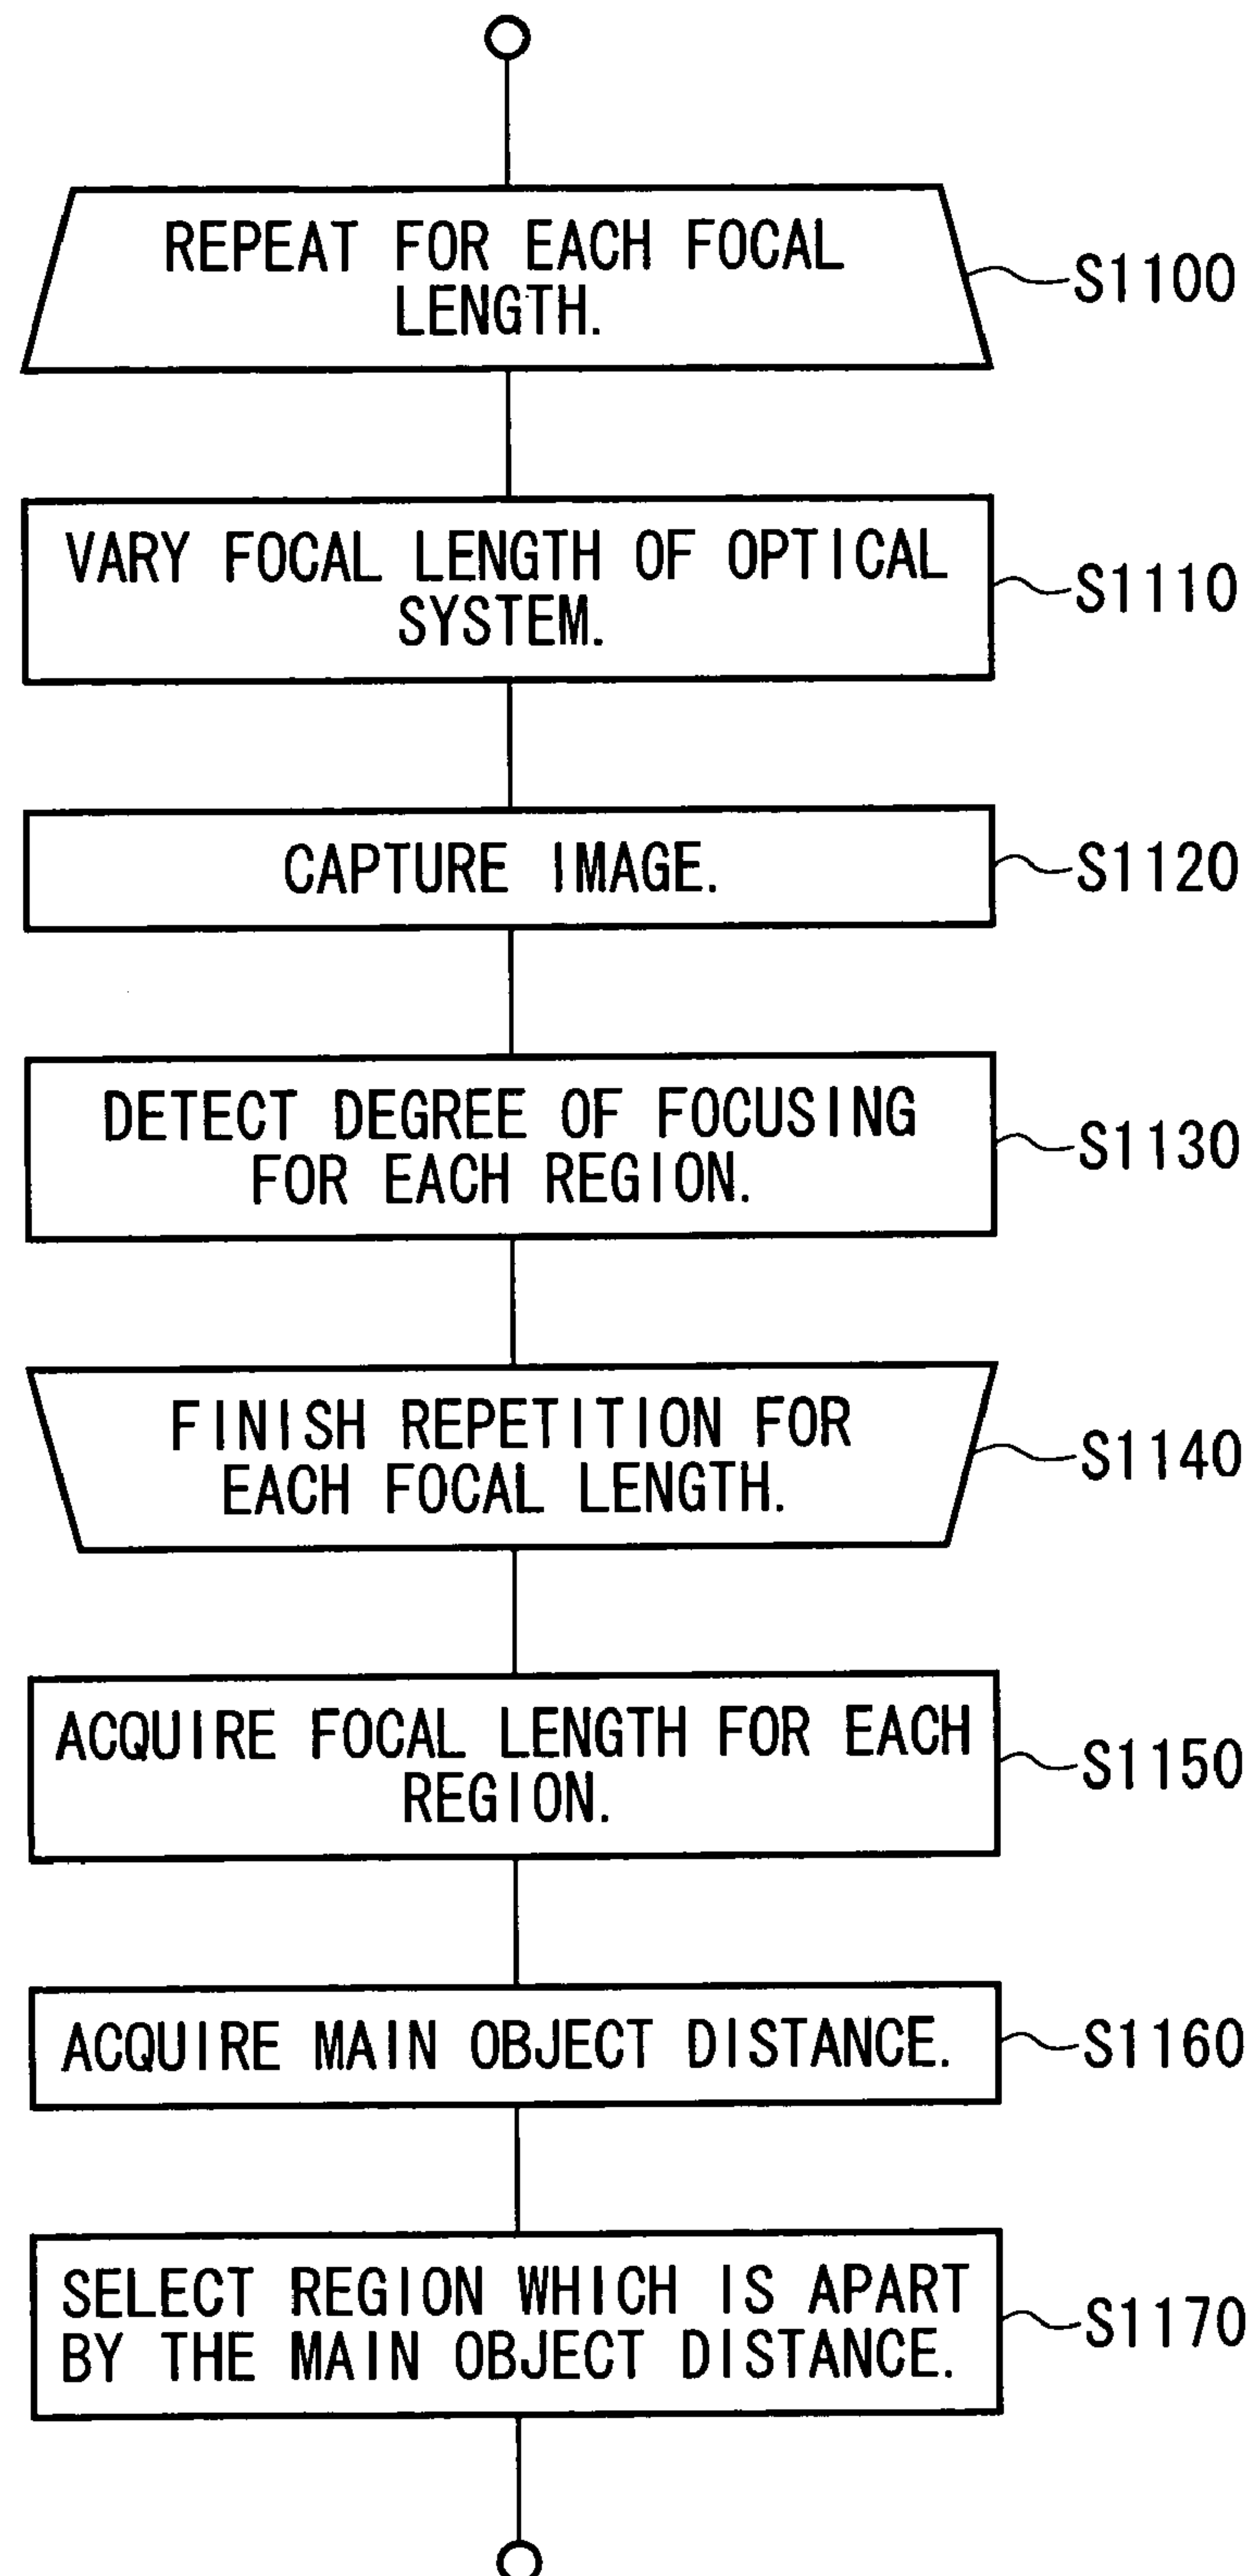 REPEAT FOR EACH FOCAL
LENGTH.
S1100
VARY FOCAL LENGTH OF OPTICAL
SYSTEM.
S1110
CAPTURE IMAGE.
S1120
DETECT DEGREE OF FOCUSING
FOR EACH REGION.
S1130
FINISH REPETITION FOR
EACH FOCAL LENGTH.
S1140
ACQUIRE FOCAL LENGTH FOR EACH
REGION.
S1150
ACQUIRE MAIN OBJECT DISTANCE.
S1160
SELECT REGION WHICH IS APART
BY THE MAIN OBJECT DISTANCE.
S1170